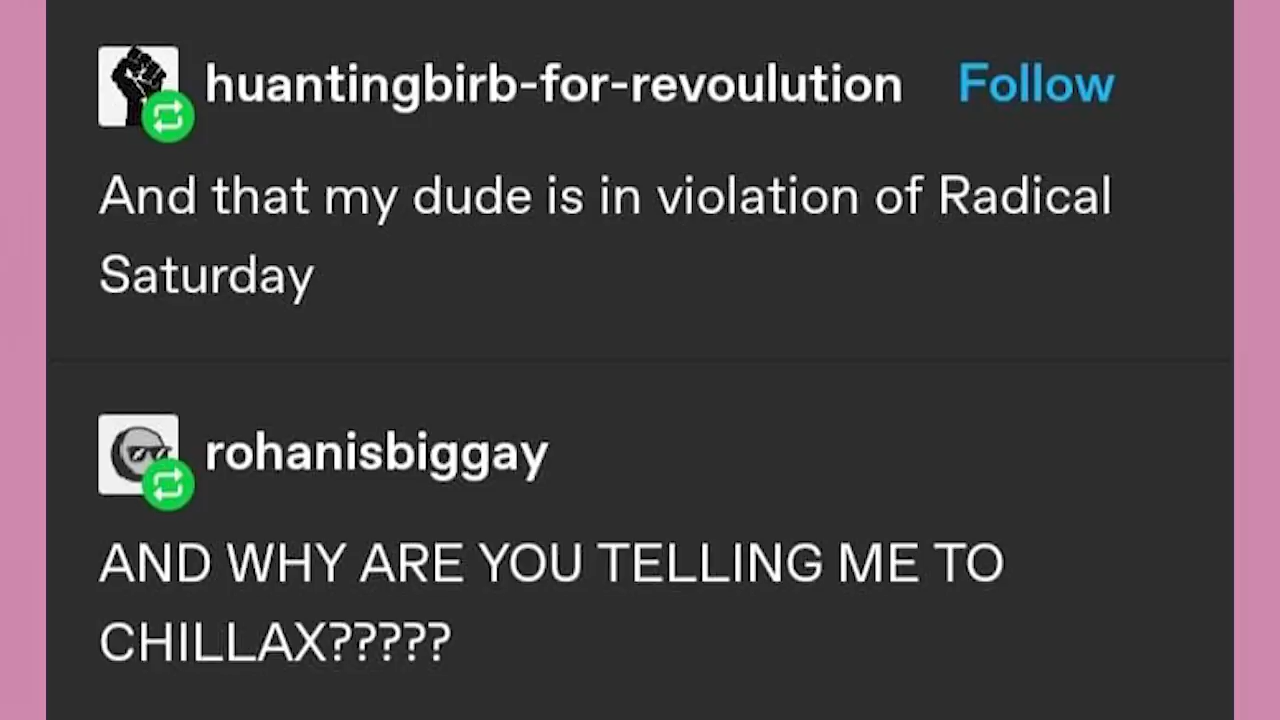 huantingbirb-for-revoulution Follow
And that my dude is in violation of Radical
Saturday
rohanisbiggay
AND WHY ARE YOU TELLING ME TO
CHILLAX?????